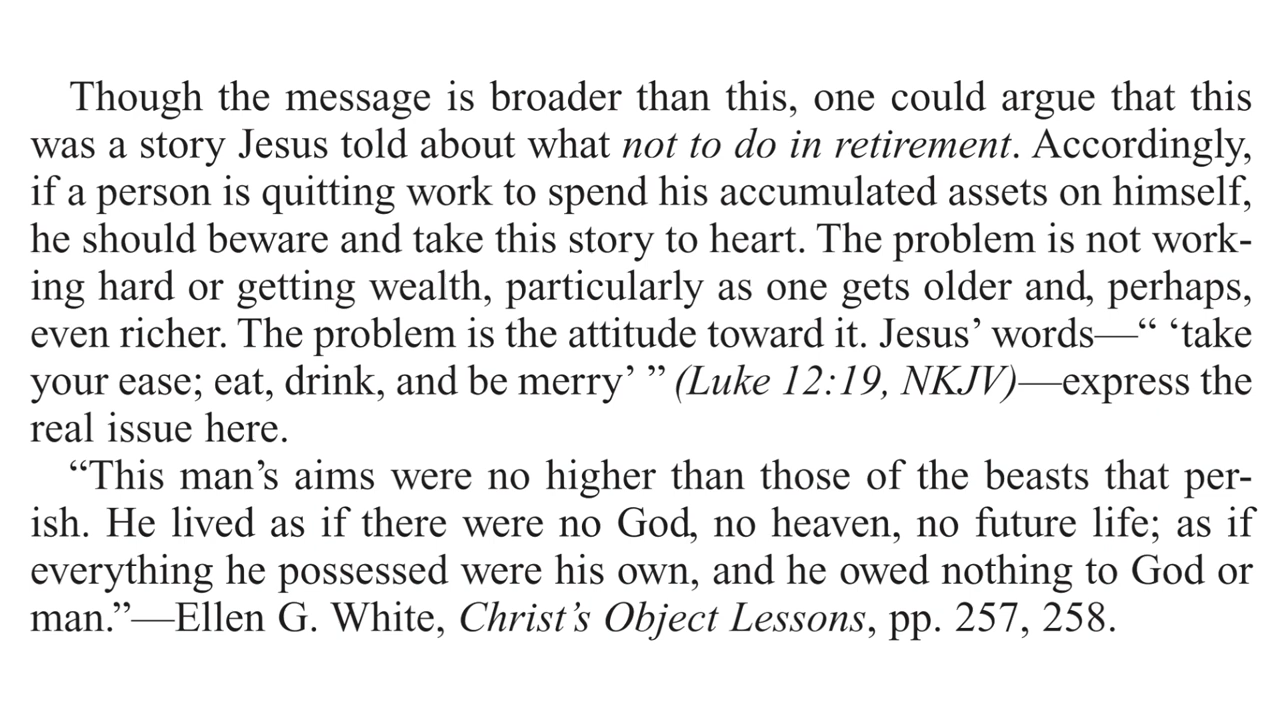 Though the message is broader than this, one could argue that this
was a story Jesus told about what not to do in retirement. Accordingly,
if a person is quitting work to spend his accumulated assets on himself,
he should beware and take this story to heart. The problem is not work-
ing hard or getting wealth, particularly as one gets older and, perhaps,
even richer. The problem is the attitude toward it. Jesus’ words—“ ‘take
your ease; eat, drink, and be merry’ ” (Luke 12:19, NKJV)—express the
real issue here.
“This man’s aims were no higher than those of the beasts that per-
ish. He lived as if there were no God, no heaven, no future life; as if
everything he possessed were his own, and he owed nothing to God or
man.”—Ellen G. White, Christ’s Object Lessons, pp. 257, 258.